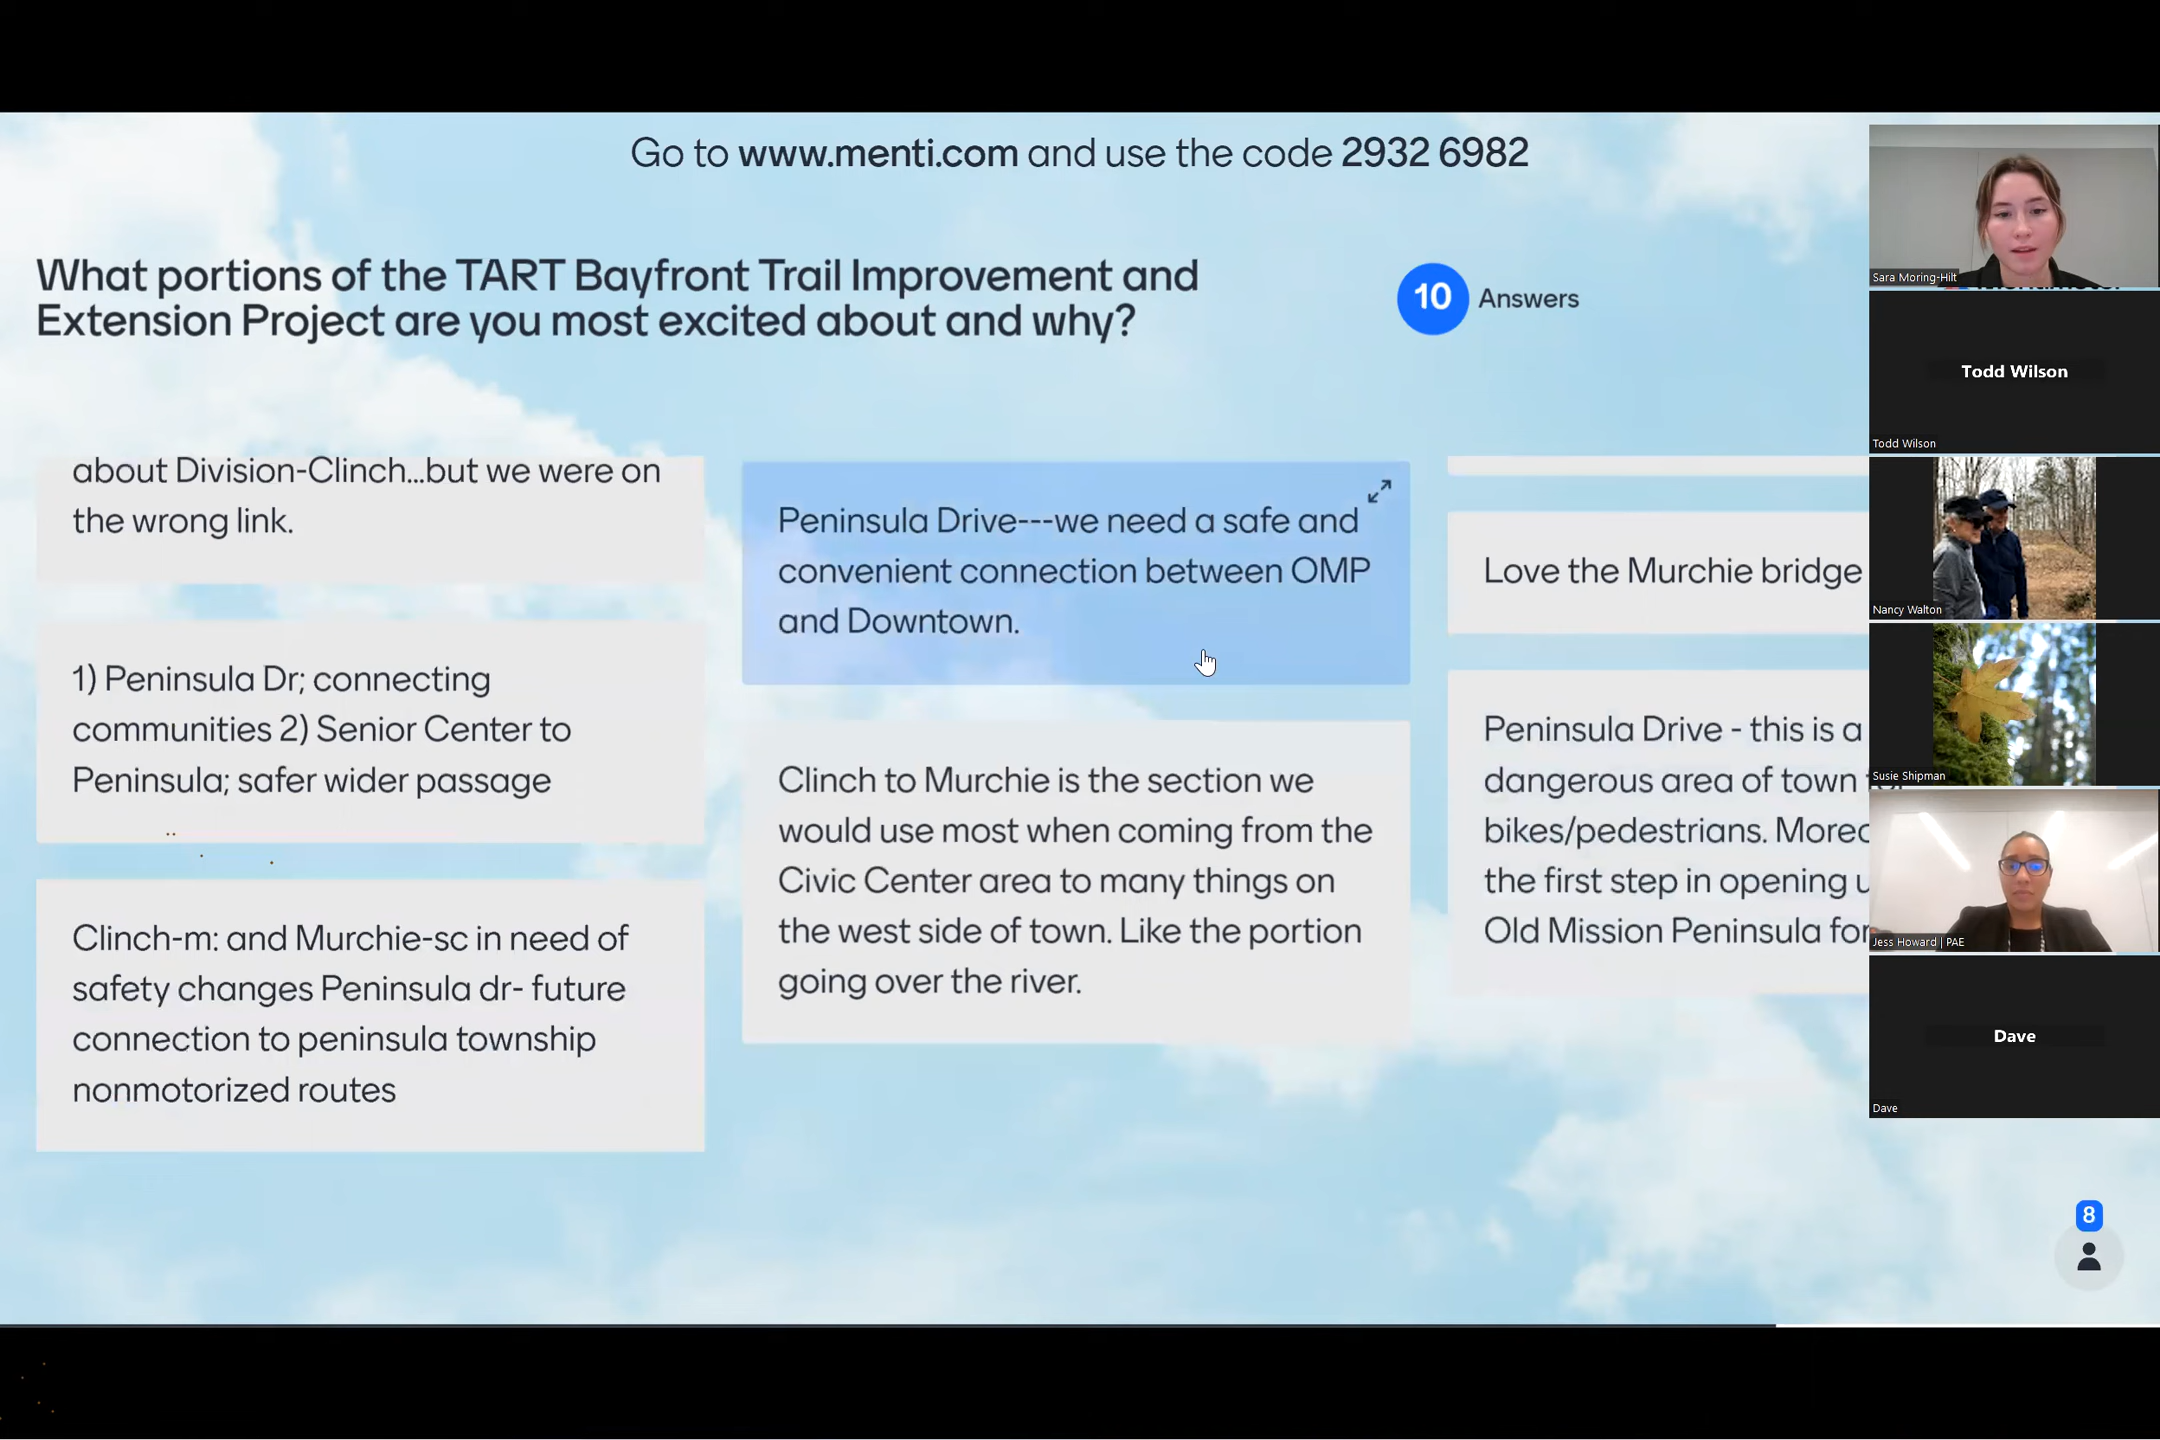 Go to www.menti.com and use the code 2932 6982
What portions of the TART Bayfront Trail Improvement and
Extension Project are you most excited about and why?
10 Answers
about Division-Clinch...but we were on
the wrong link.
1) Peninsula Dr; connecting
communities 2) Senior Center to
Peninsula; safer wider passage
Clinch-m: and Murchie-sc in need of
safety changes Peninsula dr- future
connection to peninsula township
nonmotorized routes
Peninsula Drive---we need a safe and
convenient connection between OMP
and Downtown.
Clinch to Murchie is the section we
would use most when coming from the
Civic Center area to many things on
the west side of town. Like the portion
going over the river.
Love the Murchie bridge
Peninsula Drive - this is a
dangerous area of town
bikes/pedestrians.
the first step in opening
Old Mission Peninsula for
Sara Moring-Hilt
Todd Wilson
Todd Wilson
Nancy Walton
Susie Shipman
Jess Howard | PAE
Dave
Dave
8